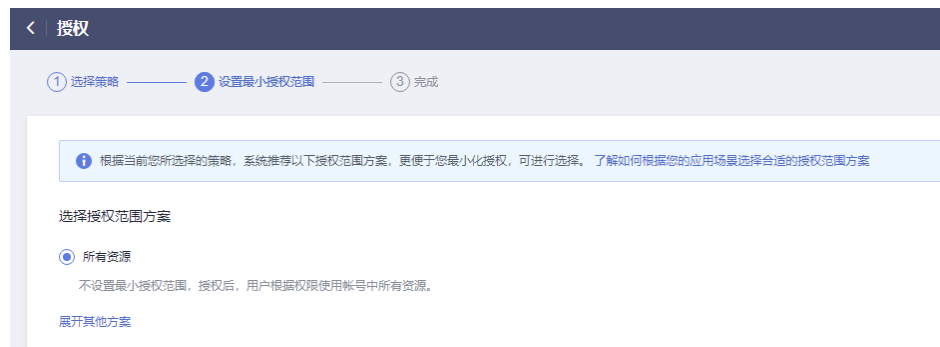 授权
1 选择策略 2 设置最小授权范围 3 完成
根据当前您所选择的策略，系统推荐以下授权范围方案，更便于您最小化授权，可进行选择。 了解如何根据您的应用场景选择合适的授权范围方案
选择授权范围方案
所有资源
不设置最小授权范围，授权后，用户根据权限使用帐号中所有资源。
展开其他方案